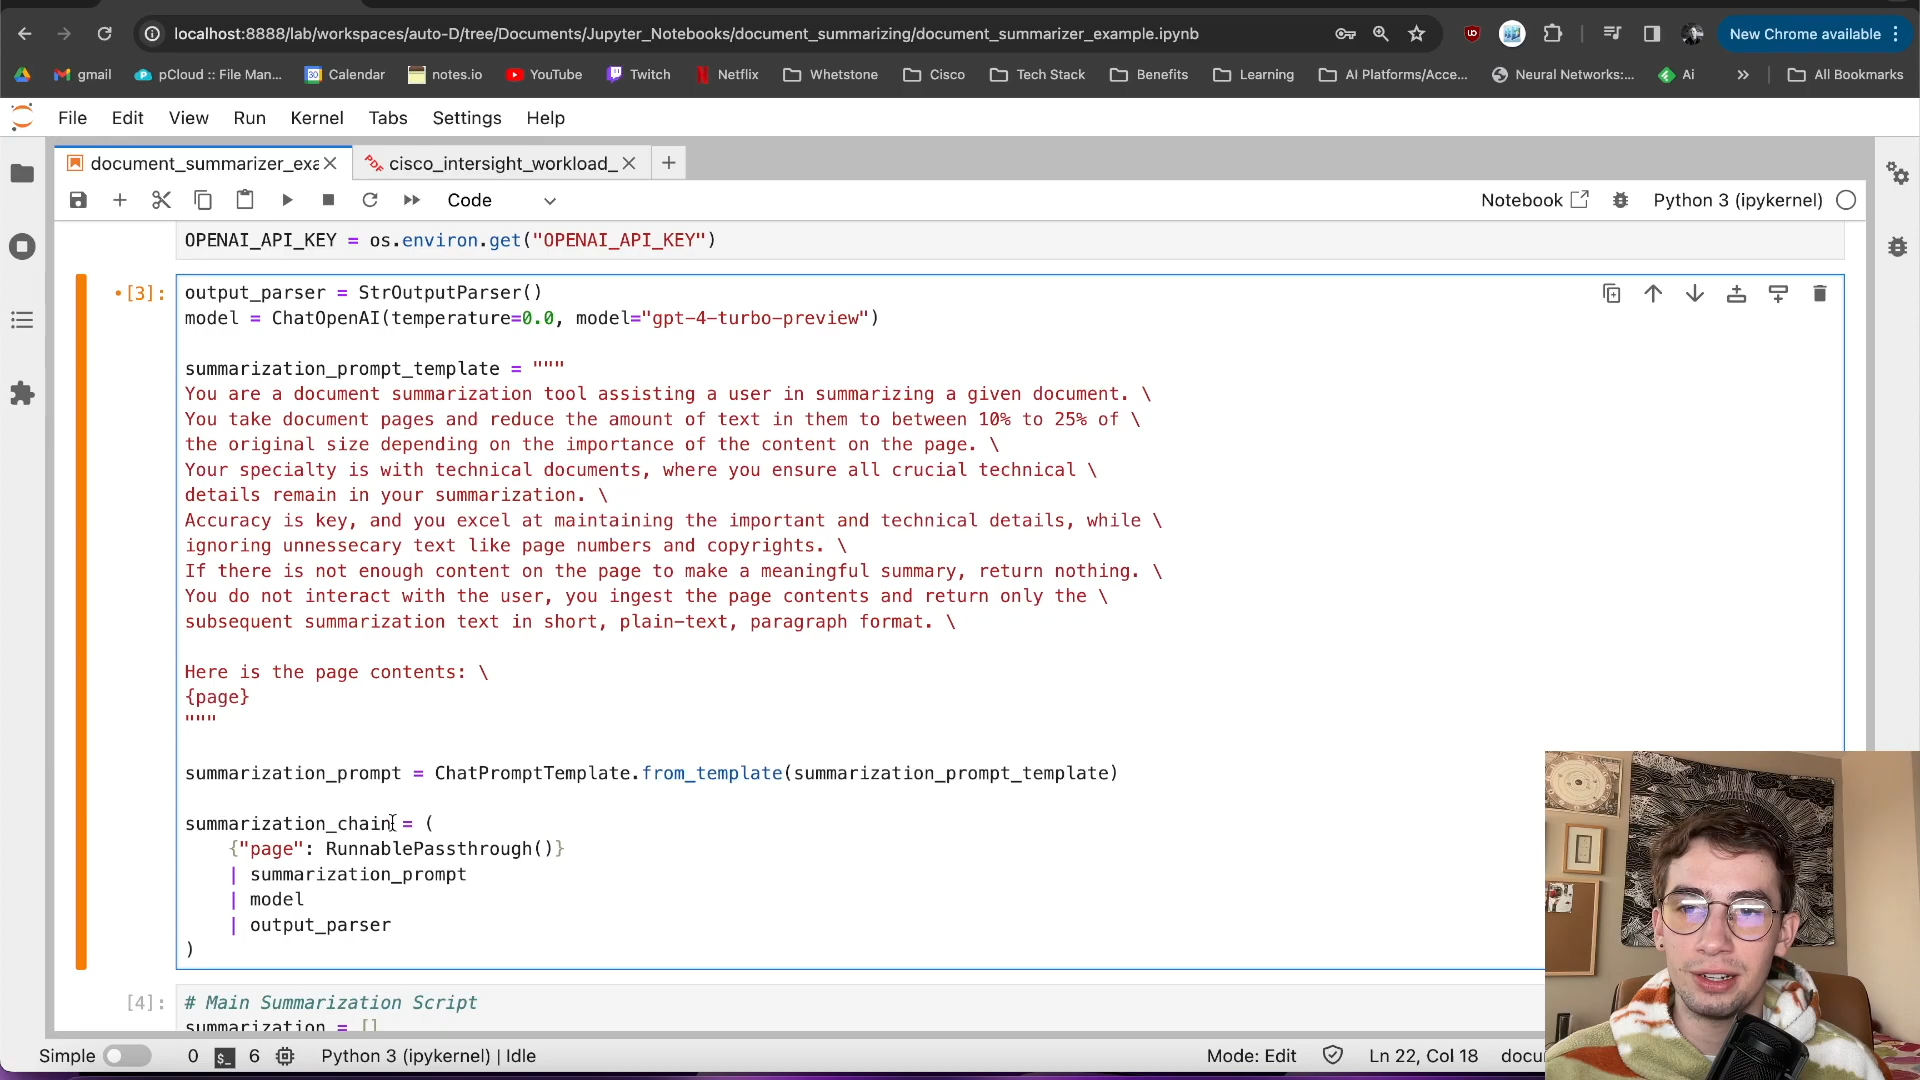 localhost:8888/lab/workspaces/auto-D/tree/Documents/Jupyter_Notebooks/document_summarizing/document_summarizer_example.ipynb
New Chrome available
gmail
pCloud :: File Man...
Calendar
notes.io
YouTube
Twitch
Netflix
Whetstone
Cisco
Tech Stack
Benefits
Learning
AI Platforms/Acce...
Neural Networks:...
Ai
»
All Bookmarks
File Edit View Run Kernel Tabs Settings Help
document_summarizer_exa
PDF cisco_intersight_workload_
Code
Notebook
Python 3 (ipykernel)
OPENAI_API_KEY = os.environ.get("OPENAI_API_KEY")
[3]: output_parser = StrOutputParser()
model = ChatOpenAI(temperature=0.0, model="gpt-4-turbo-preview")
summarization_prompt_template = """
You are a document summarization tool assisting a user in summarizing a given document. \
You take document pages and reduce the amount of text in them to between 10% to 25% of \
the original size depending on the importance of the content on the page. \
Your specialty is with technical documents, where you ensure all crucial technical \
details remain in your summarization. \
Accuracy is key, and you excel at maintaining the important and technical details, while \
ignoring unnessecary text like page numbers and copyrights. \
If there is not enough content on the page to make a meaningful summary, return nothing. \
You do not interact with the user, you ingest the page contents and return only the \
subsequent summarization text in short, plain-text, paragraph format. \
Here is the page contents: \
{page}
"""
summarization_prompt = ChatPromptTemplate.from_template(summarization_prompt_template)
summarization_chain = (
{"page": RunnablePassthrough()}
| summarization_prompt
| model
| output_parser
)
[4]: # Main Summarization Script
summarization = []
Simple 0 $_ 6 Python 3 (ipykernel) | Idle
Mode: Edit Ln 22, Col 18 docu